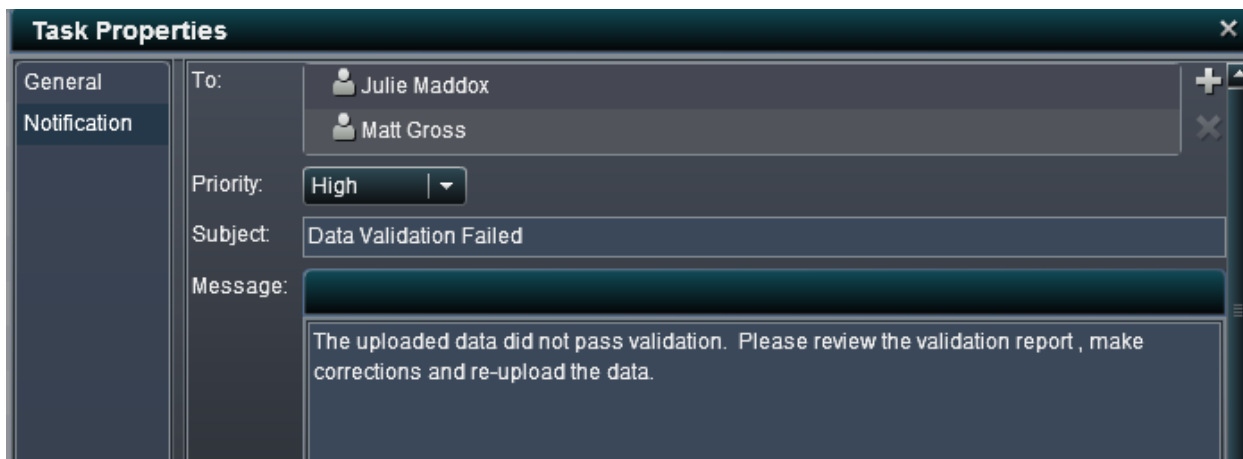 Task Properties
General
Notification
To:
Julie Maddox
Matt Gross
Priority:
High
Subject:
Data Validation Failed
Message:
The uploaded data did not pass validation.  Please review the validation report , make
corrections and re-upload the data.